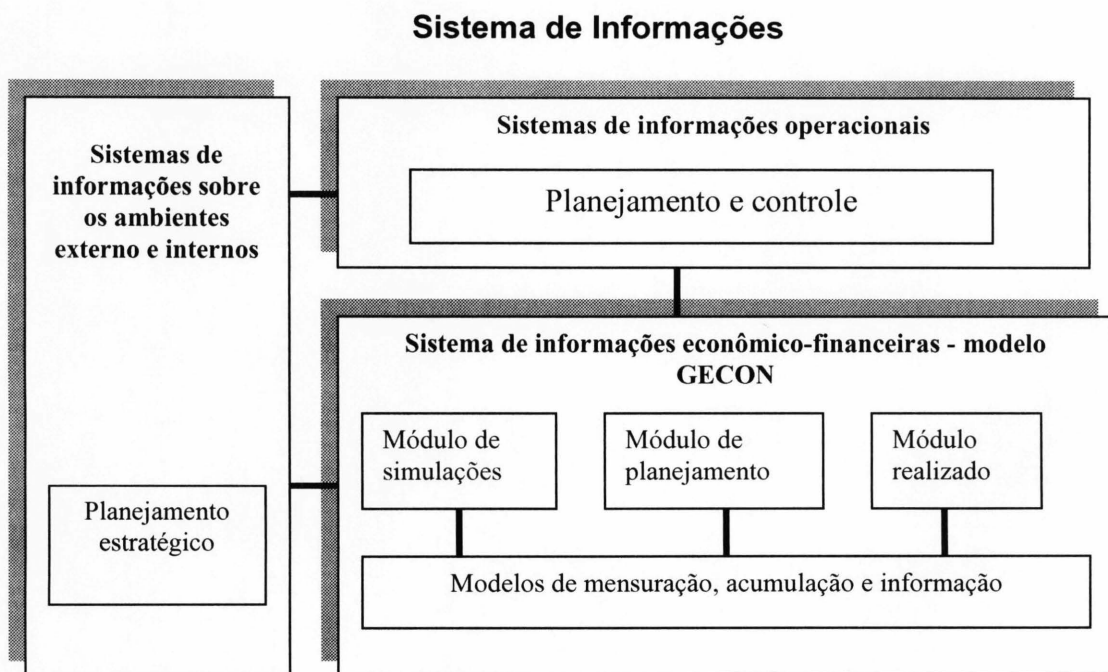 Sistema de Informações
Sistemas de
informações sobre
os ambientes
externo e internos
Planejamento
estratégico
Sistemas de informações operacionais
Planejamento e controle
Sistema de informações econômico-financeiras - modelo
GECON
Módulo de
simulações
Módulo de
planejamento
Módulo
realizado
Modelos de mensuração, acumulação e informação